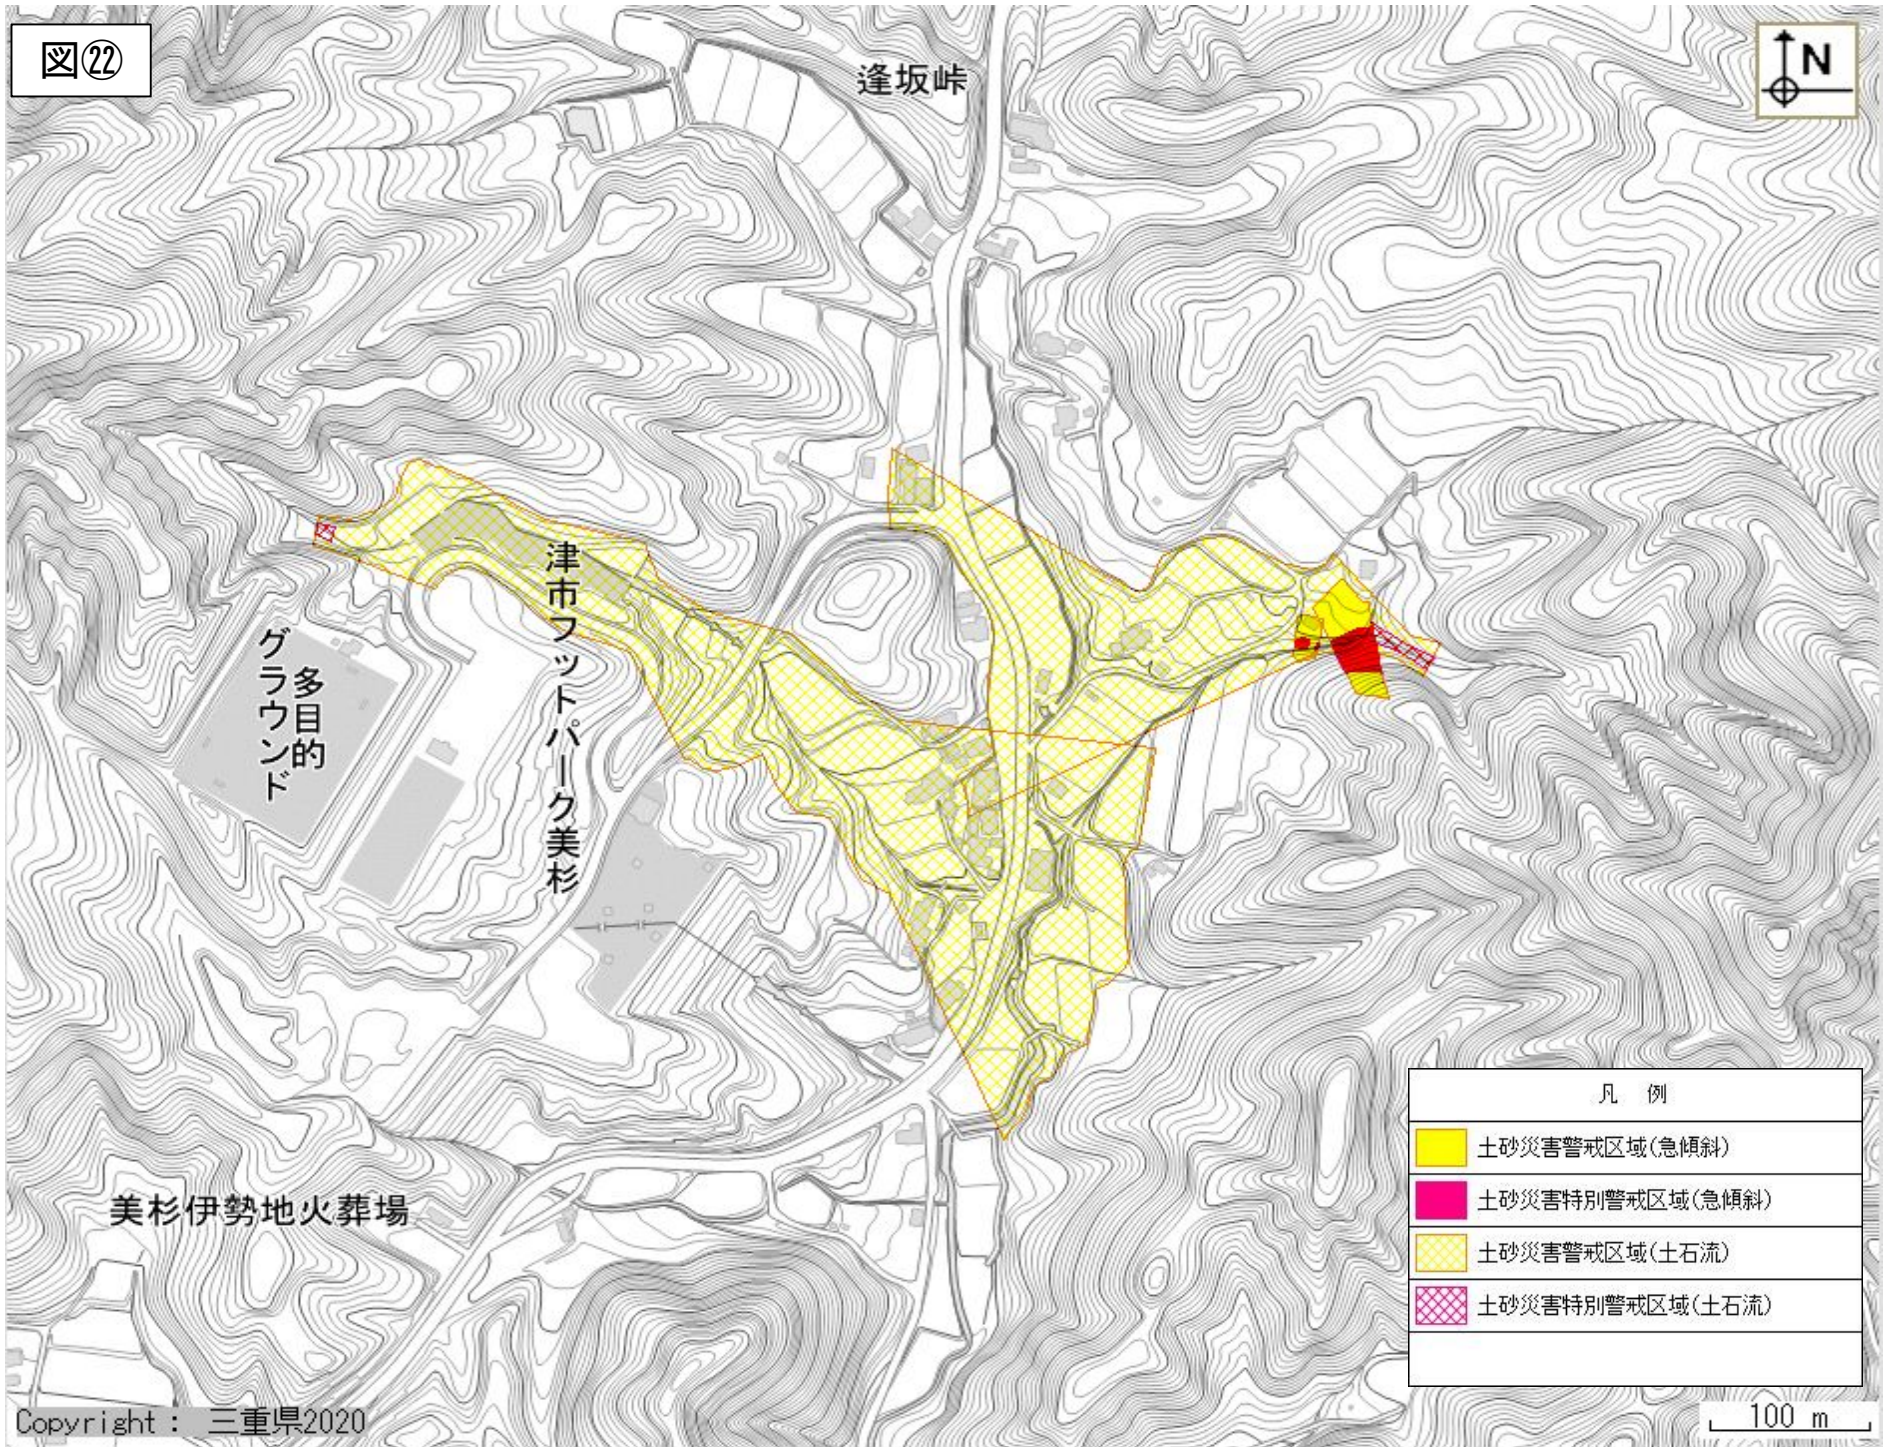 図㉒
逢坂峠
N
津市フットパーク美杉
多目的
グラウンド
美杉伊勢地火葬場
凡 例
土砂災害警戒区域(急傾斜)
土砂災害特別警戒区域(急傾斜)
土砂災害警戒区域(土石流)
土砂災害特別警戒区域(土石流)
Copyright : 三重県2020
100 m